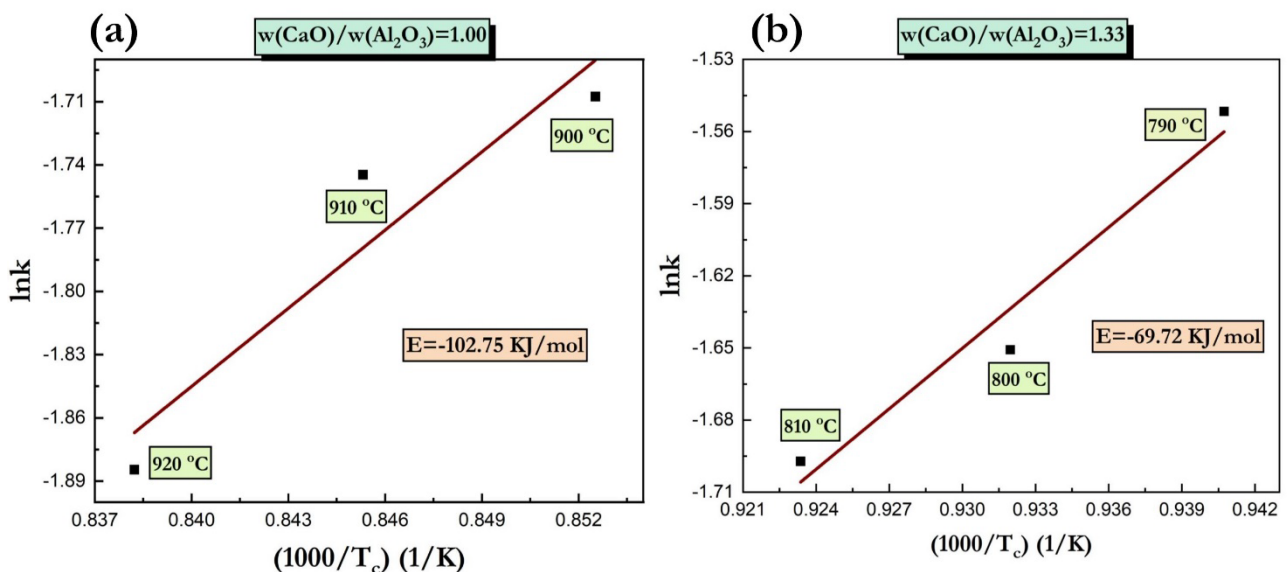 (a)
w(CaO)/w(Al₂O₃)=1.00
-1.71
-1.74
-1.77
-1.80
-1.83
-1.86
-1.89
lnk
900 °C
910 °C
920 °C
E=-102.75 KJ/mol
0.837 0.840 0.843 0.846 0.849 0.852
(1000/T꜀) (1/K)
(b)
w(CaO)/w(Al₂O₃)=1.33
-1.53
-1.56
-1.59
-1.62
-1.65
-1.68
-1.71
lnk
790 °C
800 °C
810 °C
E=-69.72 KJ/mol
0.921 0.924 0.927 0.930 0.933 0.936 0.939 0.942
(1000/T꜀) (1/K)